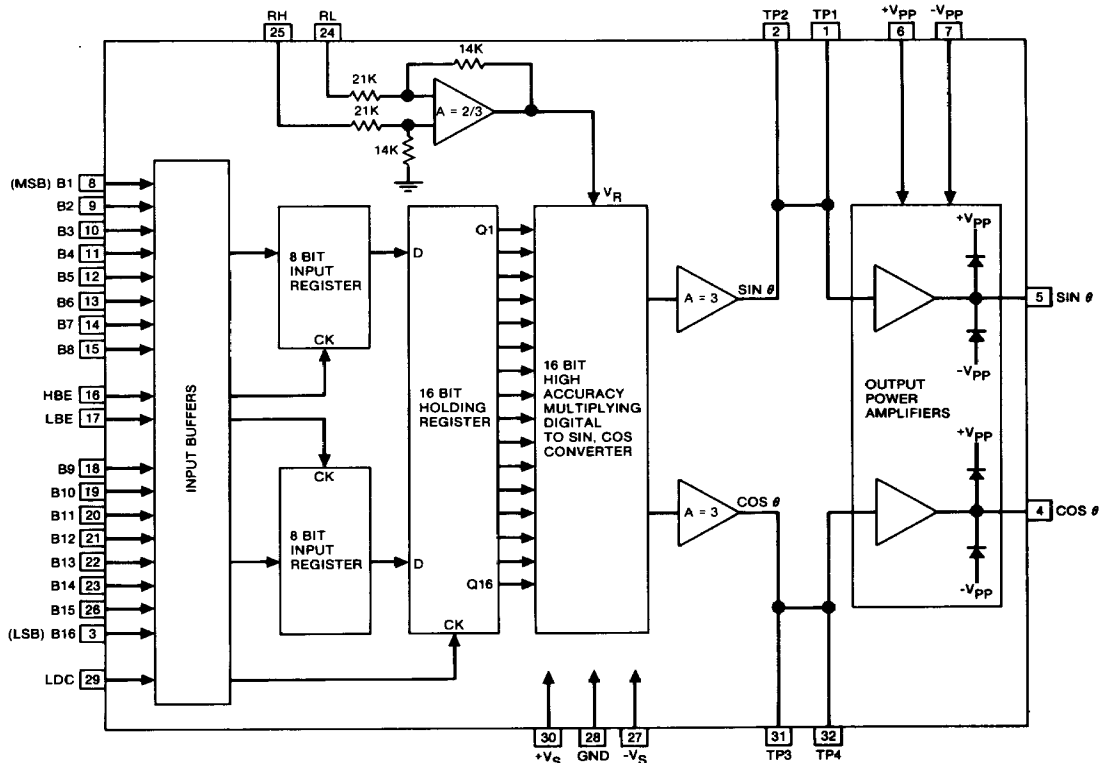 RH
25
RL
24
TP2
2
TP1
1
+VPP
6
-VPP
7
14K
21K
21K
A = 2/3
14K
VR
(MSB) B1 8
B2 9
B3 10
B4 11
B5 12
B6 13
B7 14
B8 15
HBE 16
LBE 17
B9 18
B10 19
B11 20
B12 21
B13 22
B14 23
B15 26
(LSB) B16 3
LDC 29
INPUT BUFFERS
8 BIT
INPUT
REGISTER
CK
CK
8 BIT
INPUT
REGISTER
D
16 BIT
HOLDING
REGISTER
D
CK
Q1
Q16
16 BIT
HIGH
ACCURACY
MULTIPLYING
DIGITAL
TO SIN, COS
CONVERTER
A = 3
SIN θ
A = 3
COS θ
+VPP
-VPP
OUTPUT
POWER
AMPLIFIERS
+VPP
-VPP
5 SIN θ
4 COS θ
30
+VS
28
GND
27
-VS
31
TP3
32
TP4